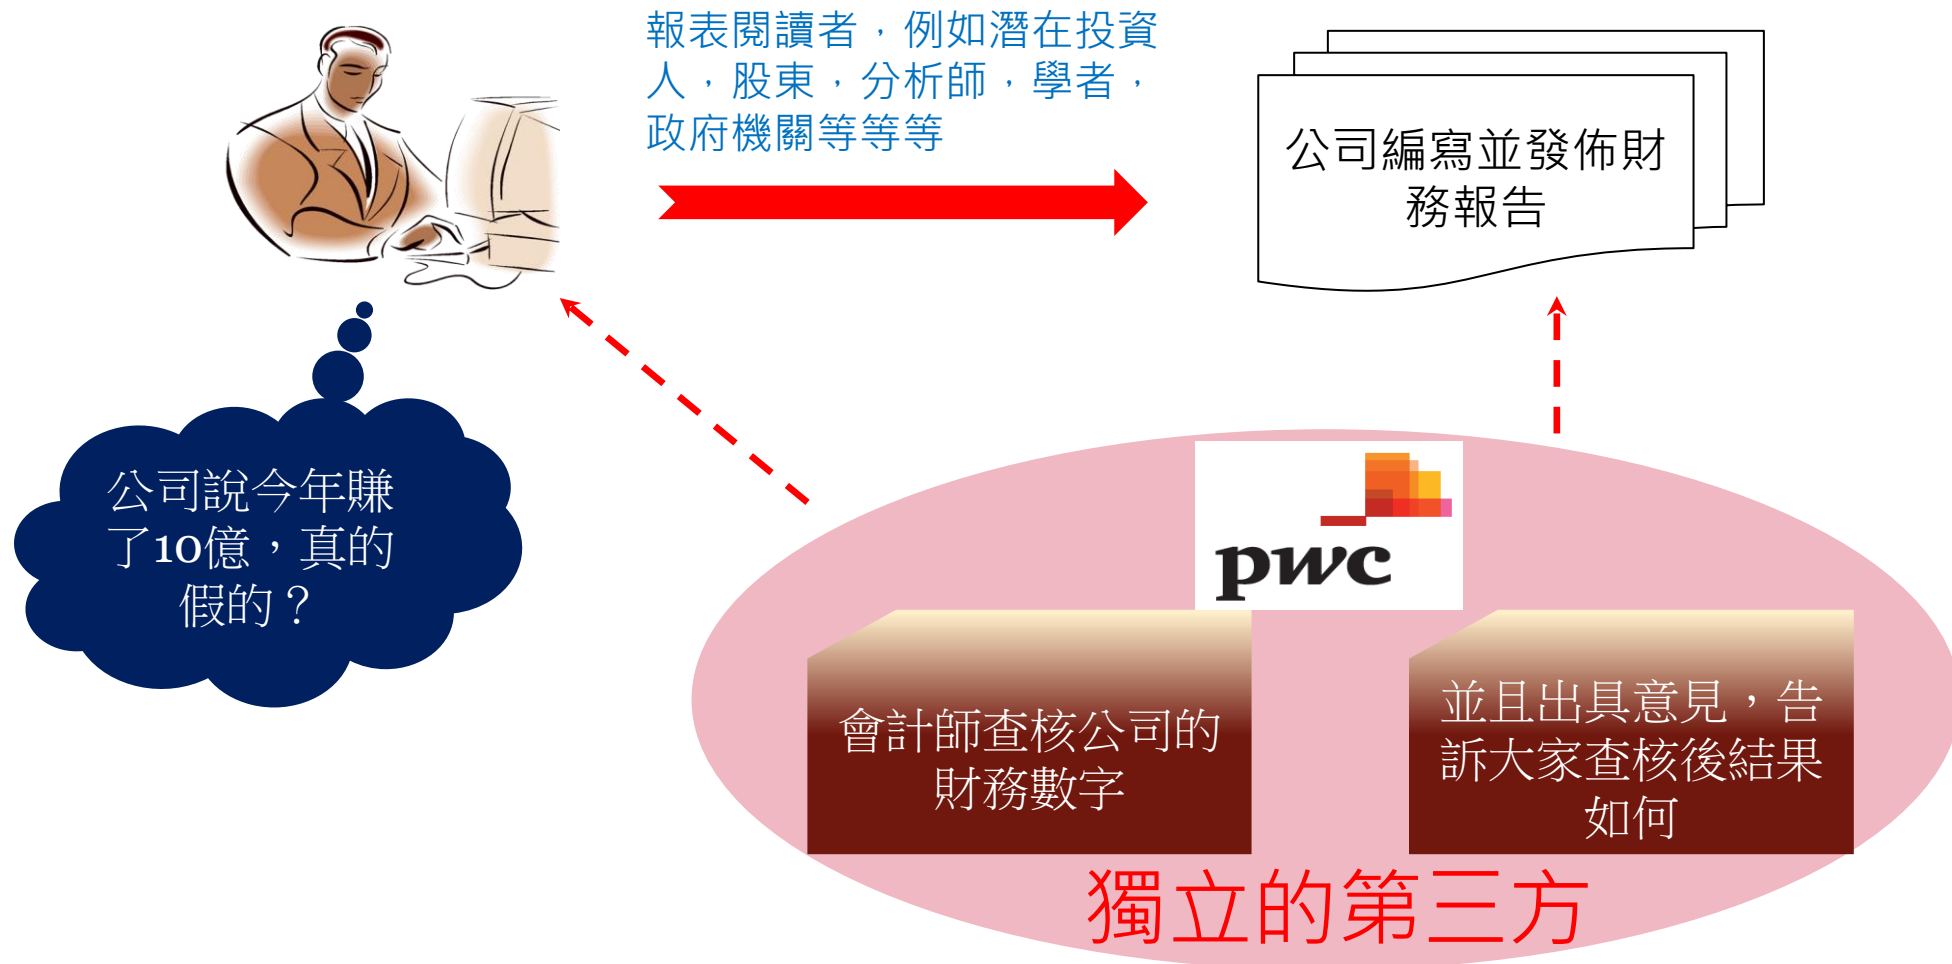 報表閱讀者，例如潛在投資
人，股東，分析師，學者，
政府機關等等等
公司編寫並發佈財
務報告
公司說今年賺
了10億，真的
假的？
pwc
會計師查核公司的
財務數字
並且出具意見，告
訴大家查核後結果
如何
獨立的第三方